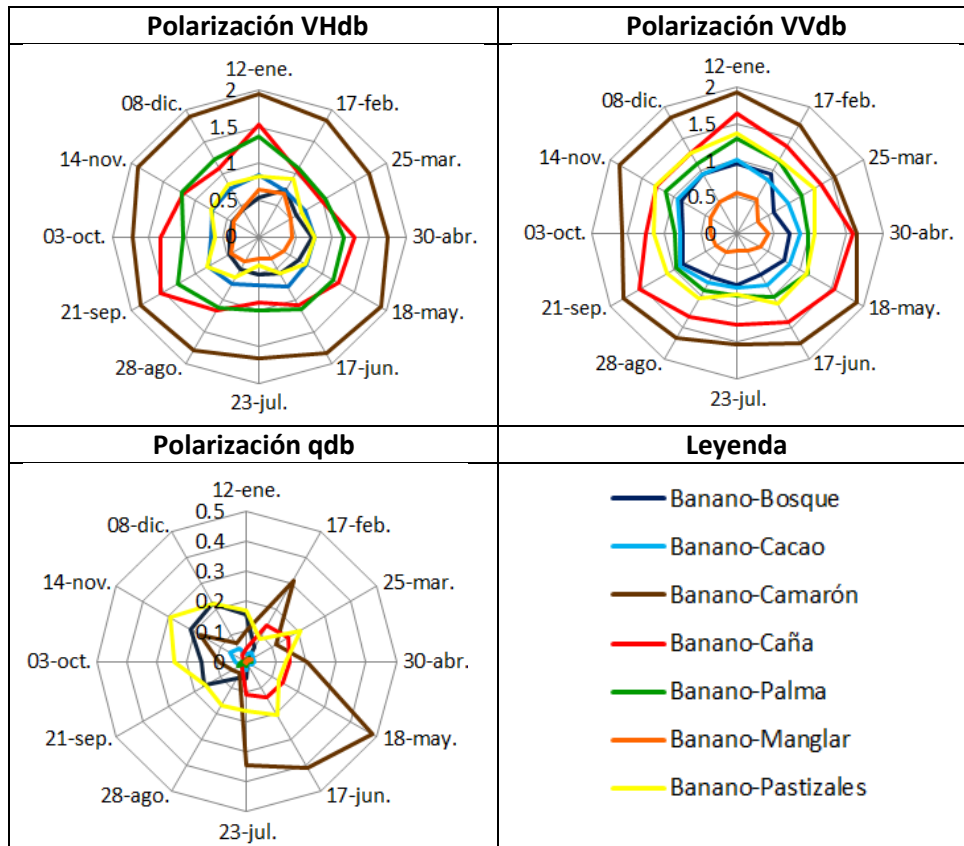 Polarización VHdb
Polarización VVdb
12-ene.
17-feb.
25-mar.
30-abr.
18-may.
17-jun.
23-jul.
28-ago.
21-sep.
03-oct.
14-nov.
08-dic.
2
1.5
1
0.5
0
12-ene.
17-feb.
25-mar.
30-abr.
18-may.
17-jun.
23-jul.
28-ago.
21-sep.
03-oct.
14-nov.
08-dic.
2
1.5
1
0.5
0
Polarización qdb
Leyenda
12-ene.
17-feb.
25-mar.
30-abr.
18-may.
17-jun.
23-jul.
28-ago.
21-sep.
03-oct.
14-nov.
08-dic.
0.5
0.4
0.3
0.2
0.1
0
Banano-Bosque
Banano-Cacao
Banano-Camarón
Banano-Caña
Banano-Palma
Banano-Manglar
Banano-Pastizales